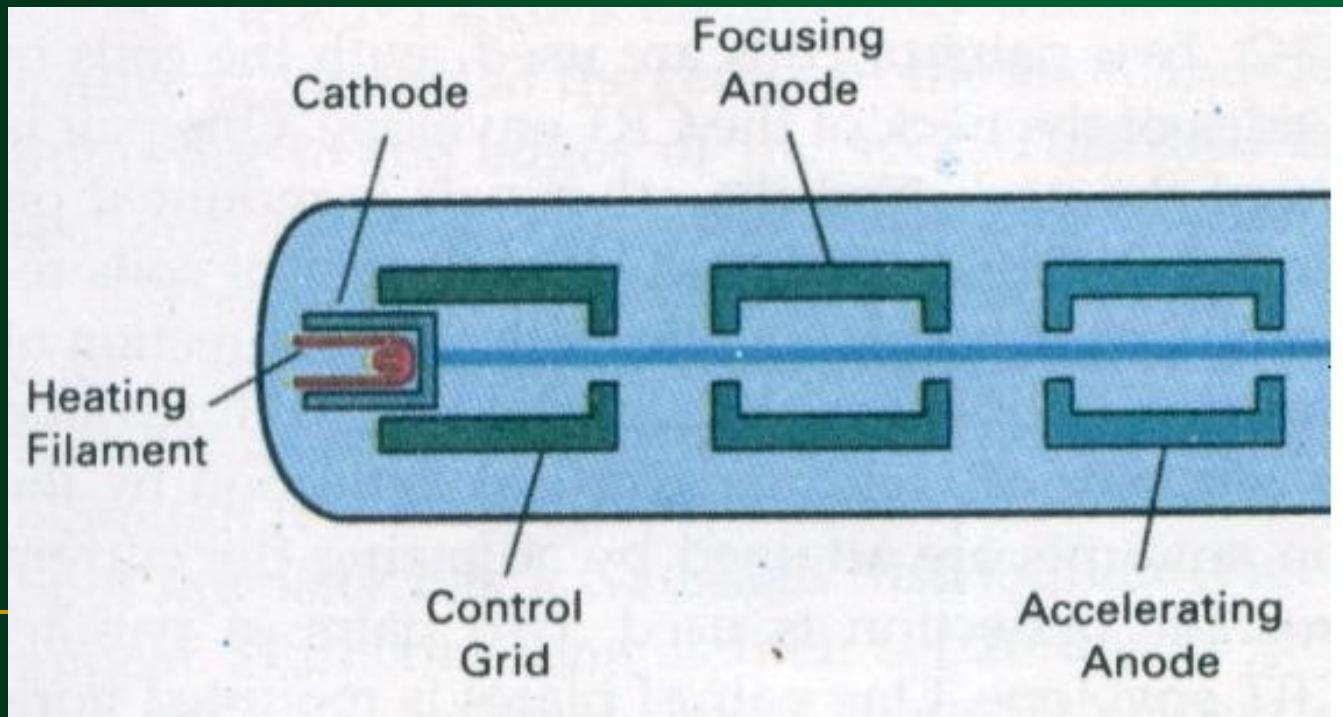 Focusing
Anode
Cathode
Heating
Filament
Control
Grid
Accelerating
Anode